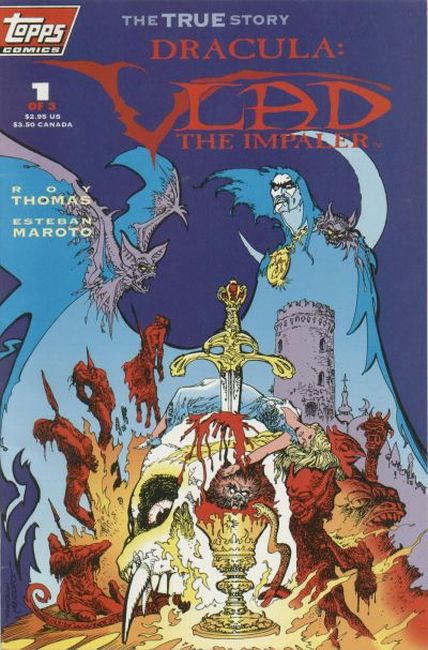 topps
COMICS
THE TRUE STORY
DRACULA:
VLAD
THE IMPALER™
1
OF 3
$2.95 US
$3.50 CANADA
ROY
THOMAS
ESTEBAN
MAROTO